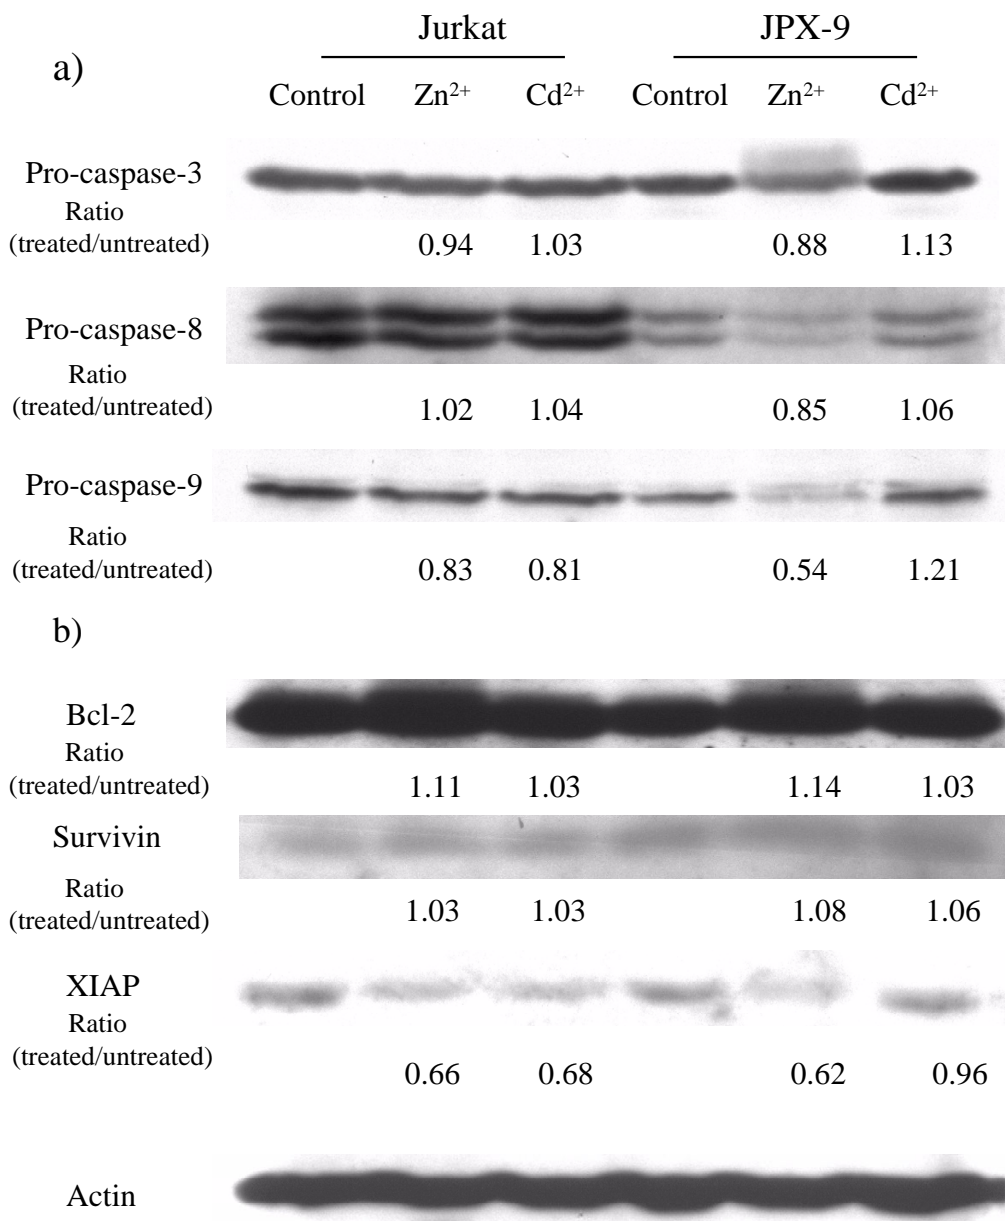 Jurkat JPX-9
a)
Control Zn²⁺ Cd²⁺ Control Zn²⁺ Cd²⁺
Pro-caspase-3
Ratio
(treated/untreated) 0.94 1.03 0.88 1.13
Pro-caspase-8
Ratio
(treated/untreated) 1.02 1.04 0.85 1.06
Pro-caspase-9
Ratio
(treated/untreated) 0.83 0.81 0.54 1.21
b)
Bcl-2
Ratio
(treated/untreated) 1.11 1.03 1.14 1.03
Survivin
Ratio
(treated/untreated) 1.03 1.03 1.08 1.06
XIAP
Ratio
(treated/untreated) 0.66 0.68 0.62 0.96
Actin